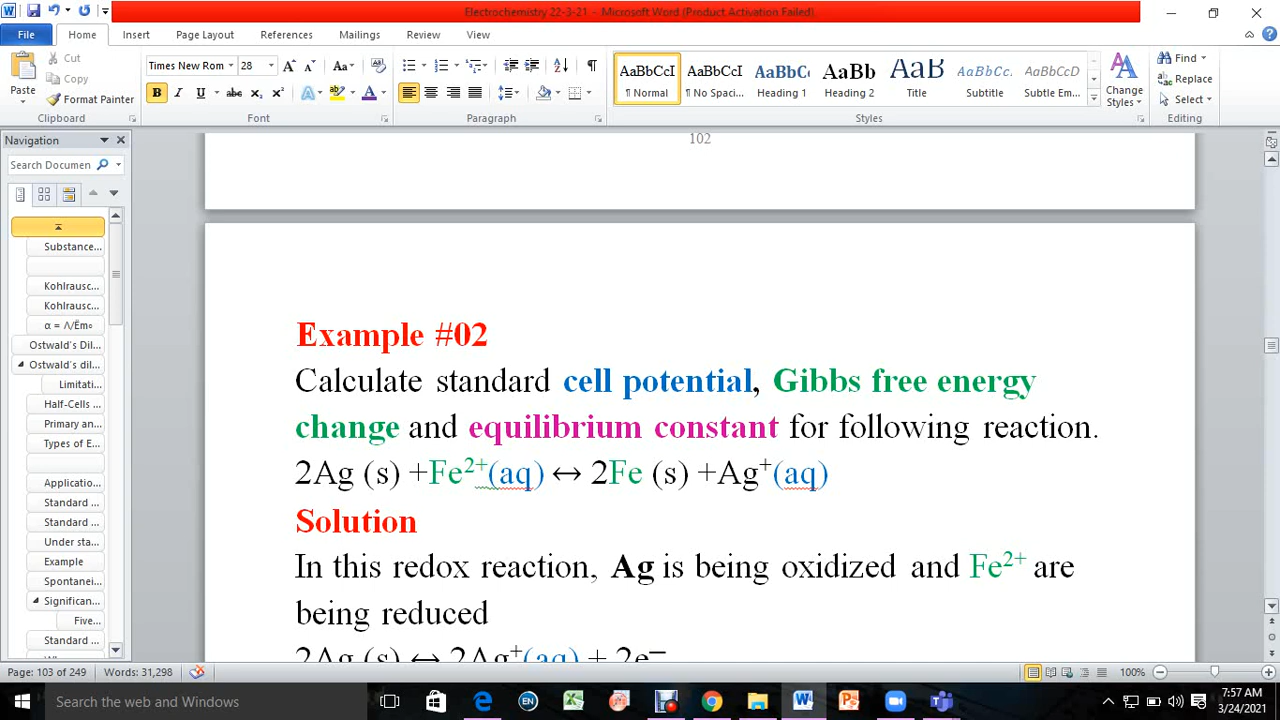 Electrochemistry 22-3-21 - Microsoft Word (Product Activation Failed)
File Home Insert Page Layout References Mailings Review View
Paste
Cut
Copy
Format Painter
Clipboard
Times New Rom 28
Font
Paragraph
AaBbCcI AaBbCcI AaBbC AaBb AaB AaBbCc. AaBbCcD
¶ Normal ¶ No Spaci... Heading 1 Heading 2 Title Subtitle Subtle Em...
Styles
Change Styles
Find
Replace
Select
Editing
Navigation
Search Documen
Substance...
Kohlrausc...
Kohlrausc...
α = Λ/Ëm∞
Ostwald's Dil...
Ostwald's dil...
Limitati...
Half-Cells ...
Primary an...
Types of E...
Applicatio...
Standard ...
Standard ...
Under sta...
Example
Spontanei...
Significan...
Five...
Standard ...
102
Example #02
Calculate standard cell potential, Gibbs free energy
change and equilibrium constant for following reaction.
2Ag (s) +Fe²⁺(aq) ↔ 2Fe (s) +Ag⁺(aq)
Solution
In this redox reaction, Ag is being oxidized and Fe²⁺ are
being reduced
2Ag (s) ↔ 2Ag⁺(aq) + 2e⁻
Page: 103 of 249 Words: 31,298 100%
Search the web and Windows
7:57 AM
3/24/2021